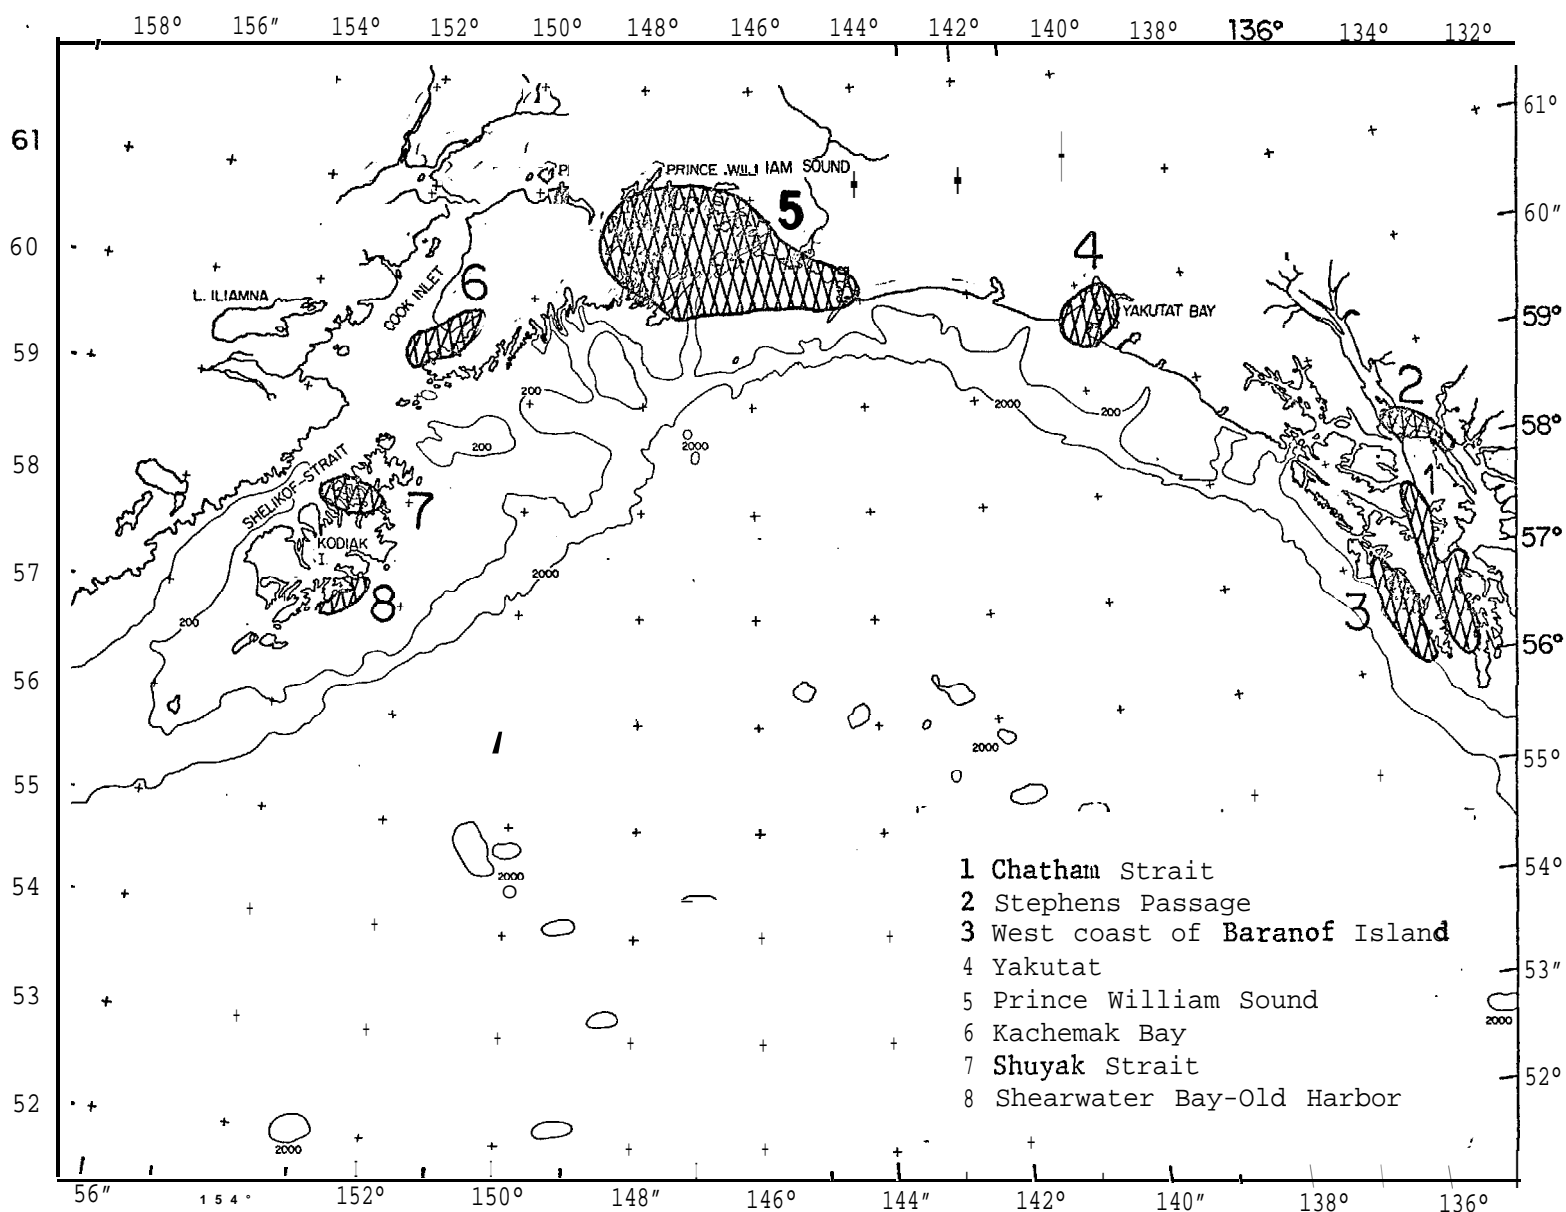 158″ 156″ 154° 152° 150° 148° 146° 144° 142° 140° 138° 136° 134° 132°
61°
61
PRINCE WILLIAM SOUND
5
60″
60
4
6
L. ILIAMNA
COOK INLET
YAKUTAT BAY
59°
59
2
200
2000
200
58°
200
2000
58
SHELIKOF STRAIT
1
7
57°
KODIAK
I.
57
2000
8
3
200
56°
56
2000
55°
55
1 Chatham Strait
54°
2000
54
2 Stephens Passage
3 West coast of Baranof Island
4 Yakutat
53″
53
5 Prince William Sound
2000
6 Kachemak Bay
7 Shuyak Strait
52°
52
8 Shearwater Bay-Old Harbor
2000
56″ 154° 152° 150° 148″ 146″ 144″ 142° 140″ 138° 136°